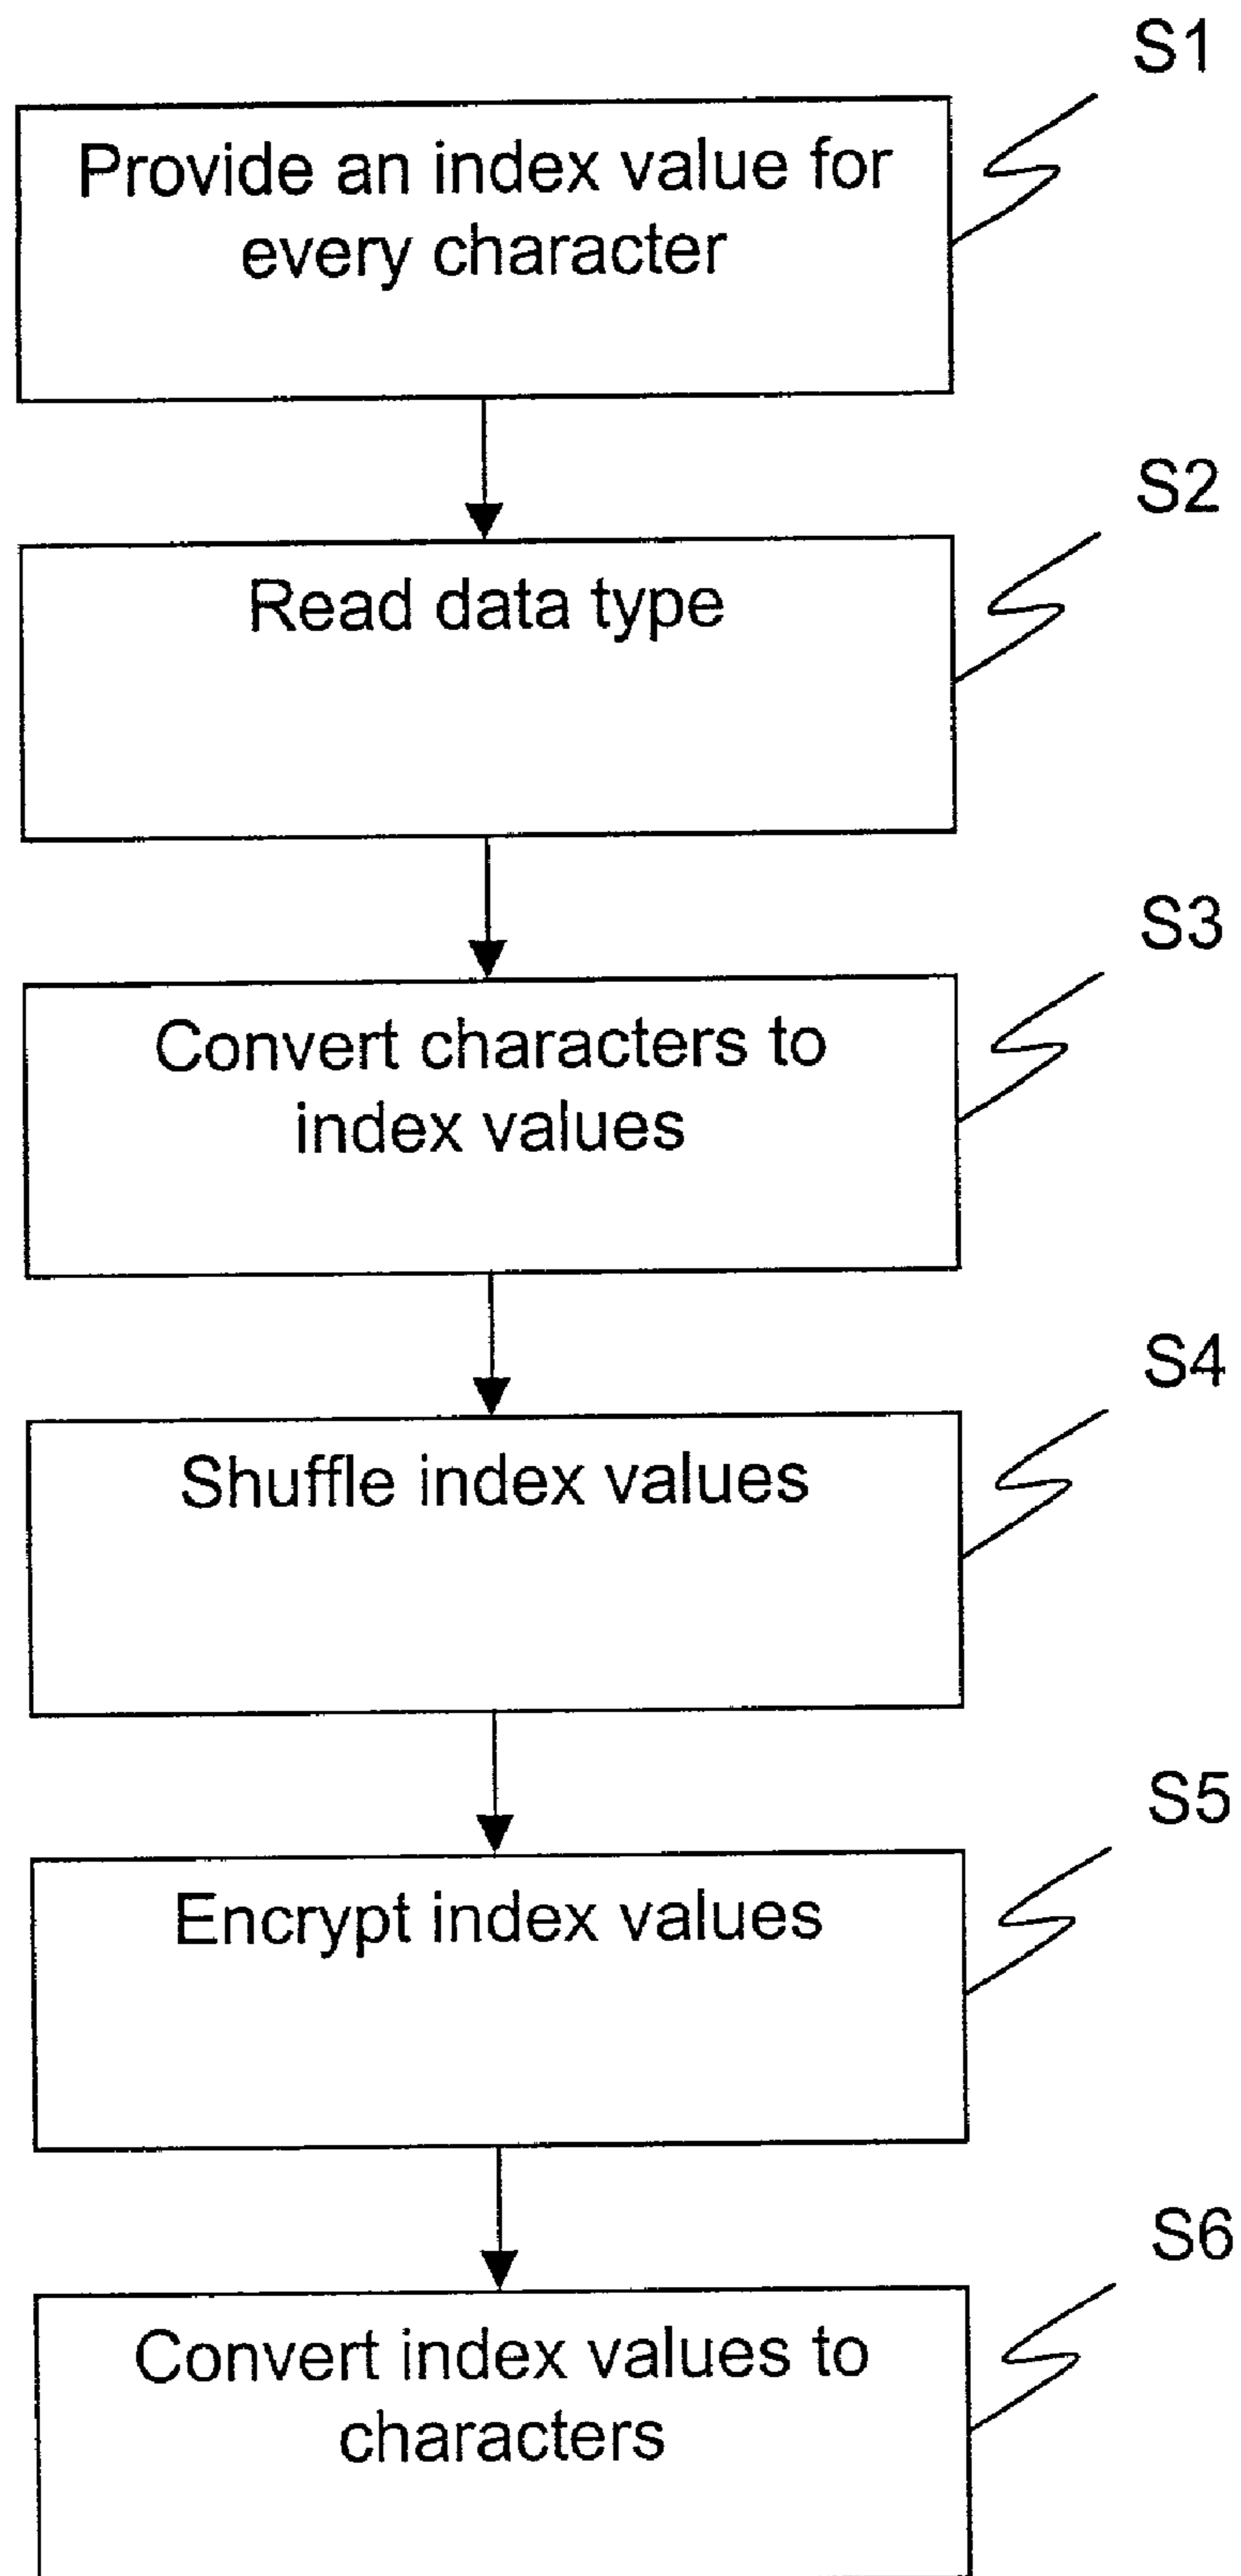 S1
Provide an index value for
every character
S2
Read data type
S3
Convert characters to
index values
S4
Shuffle index values
S5
Encrypt index values
S6
Convert index values to
characters